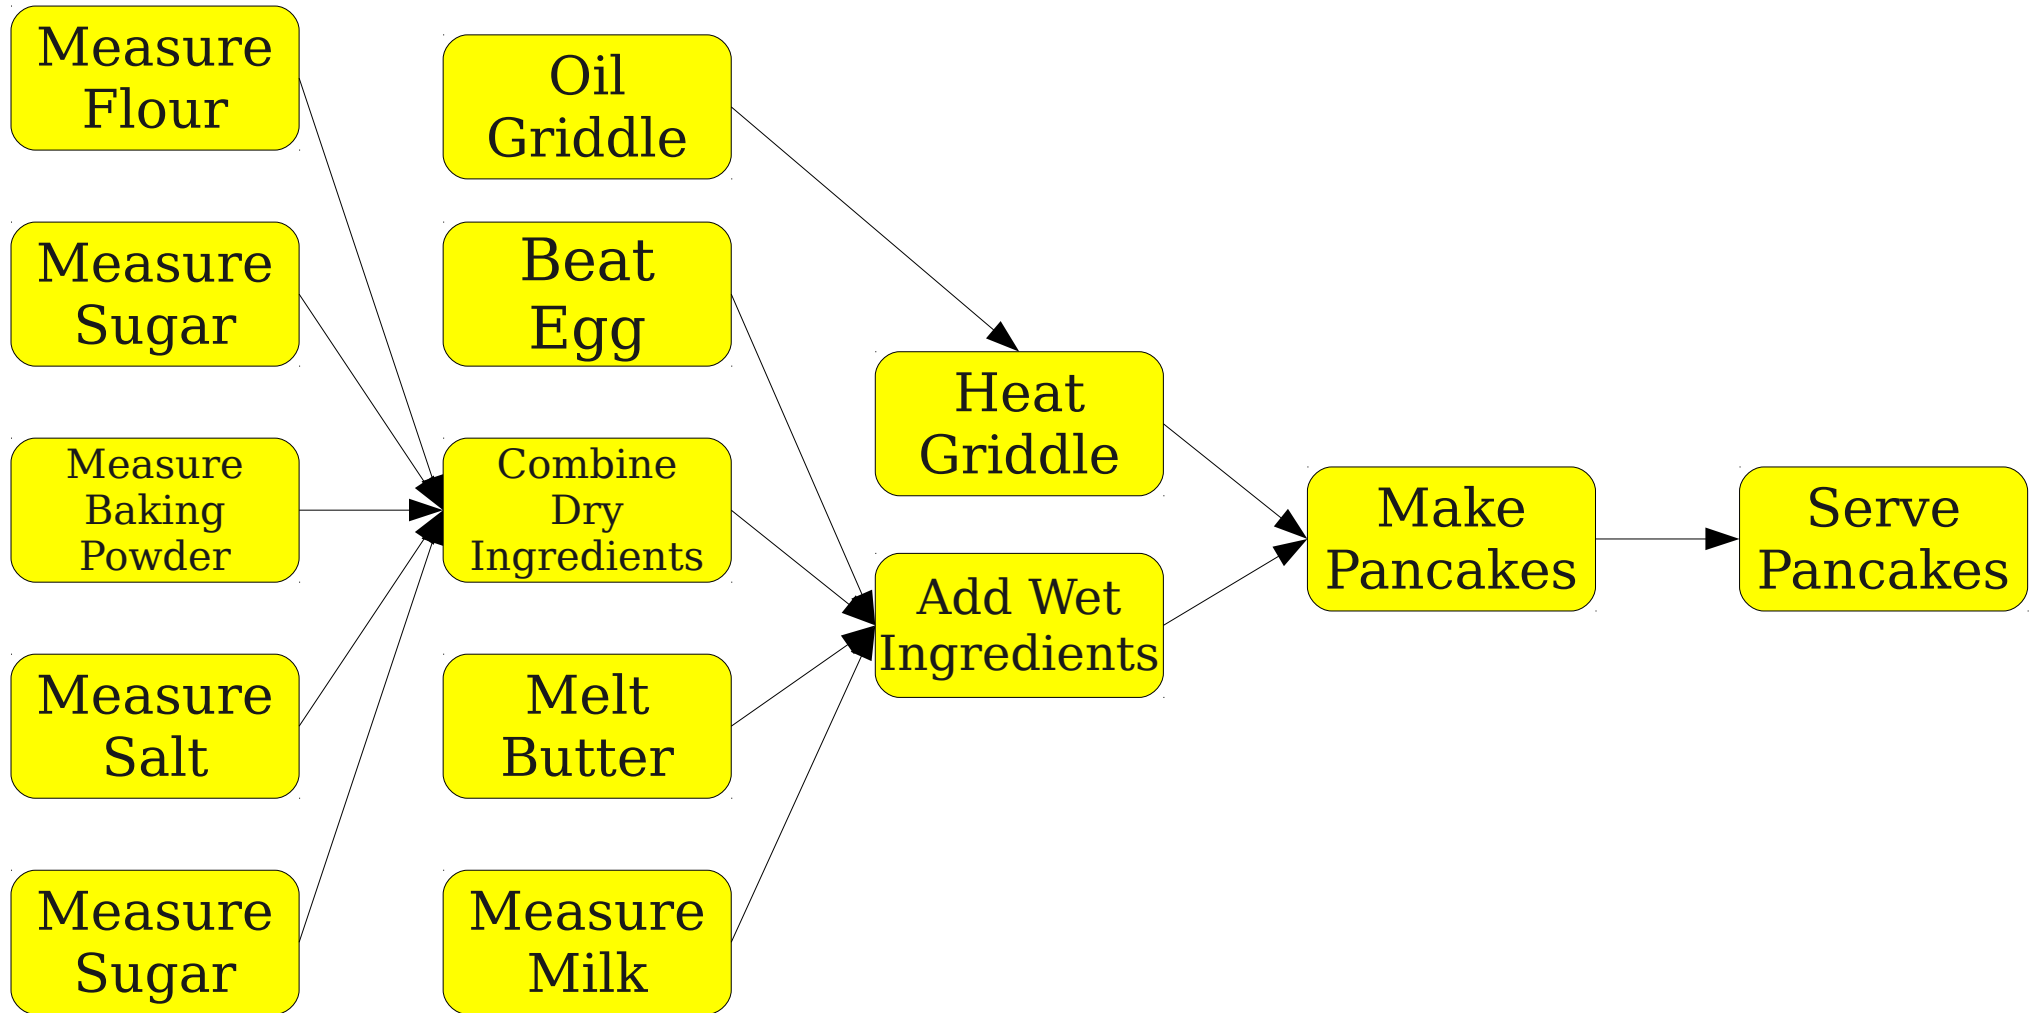 Measure
Flour
Measure
Sugar
Measure
Baking
Powder
Measure
Salt
Measure
Sugar
Oil
Griddle
Beat
Egg
Combine
Dry
Ingredients
Melt
Butter
Measure
Milk
Heat
Griddle
Add Wet
Ingredients
Make
Pancakes
Serve
Pancakes